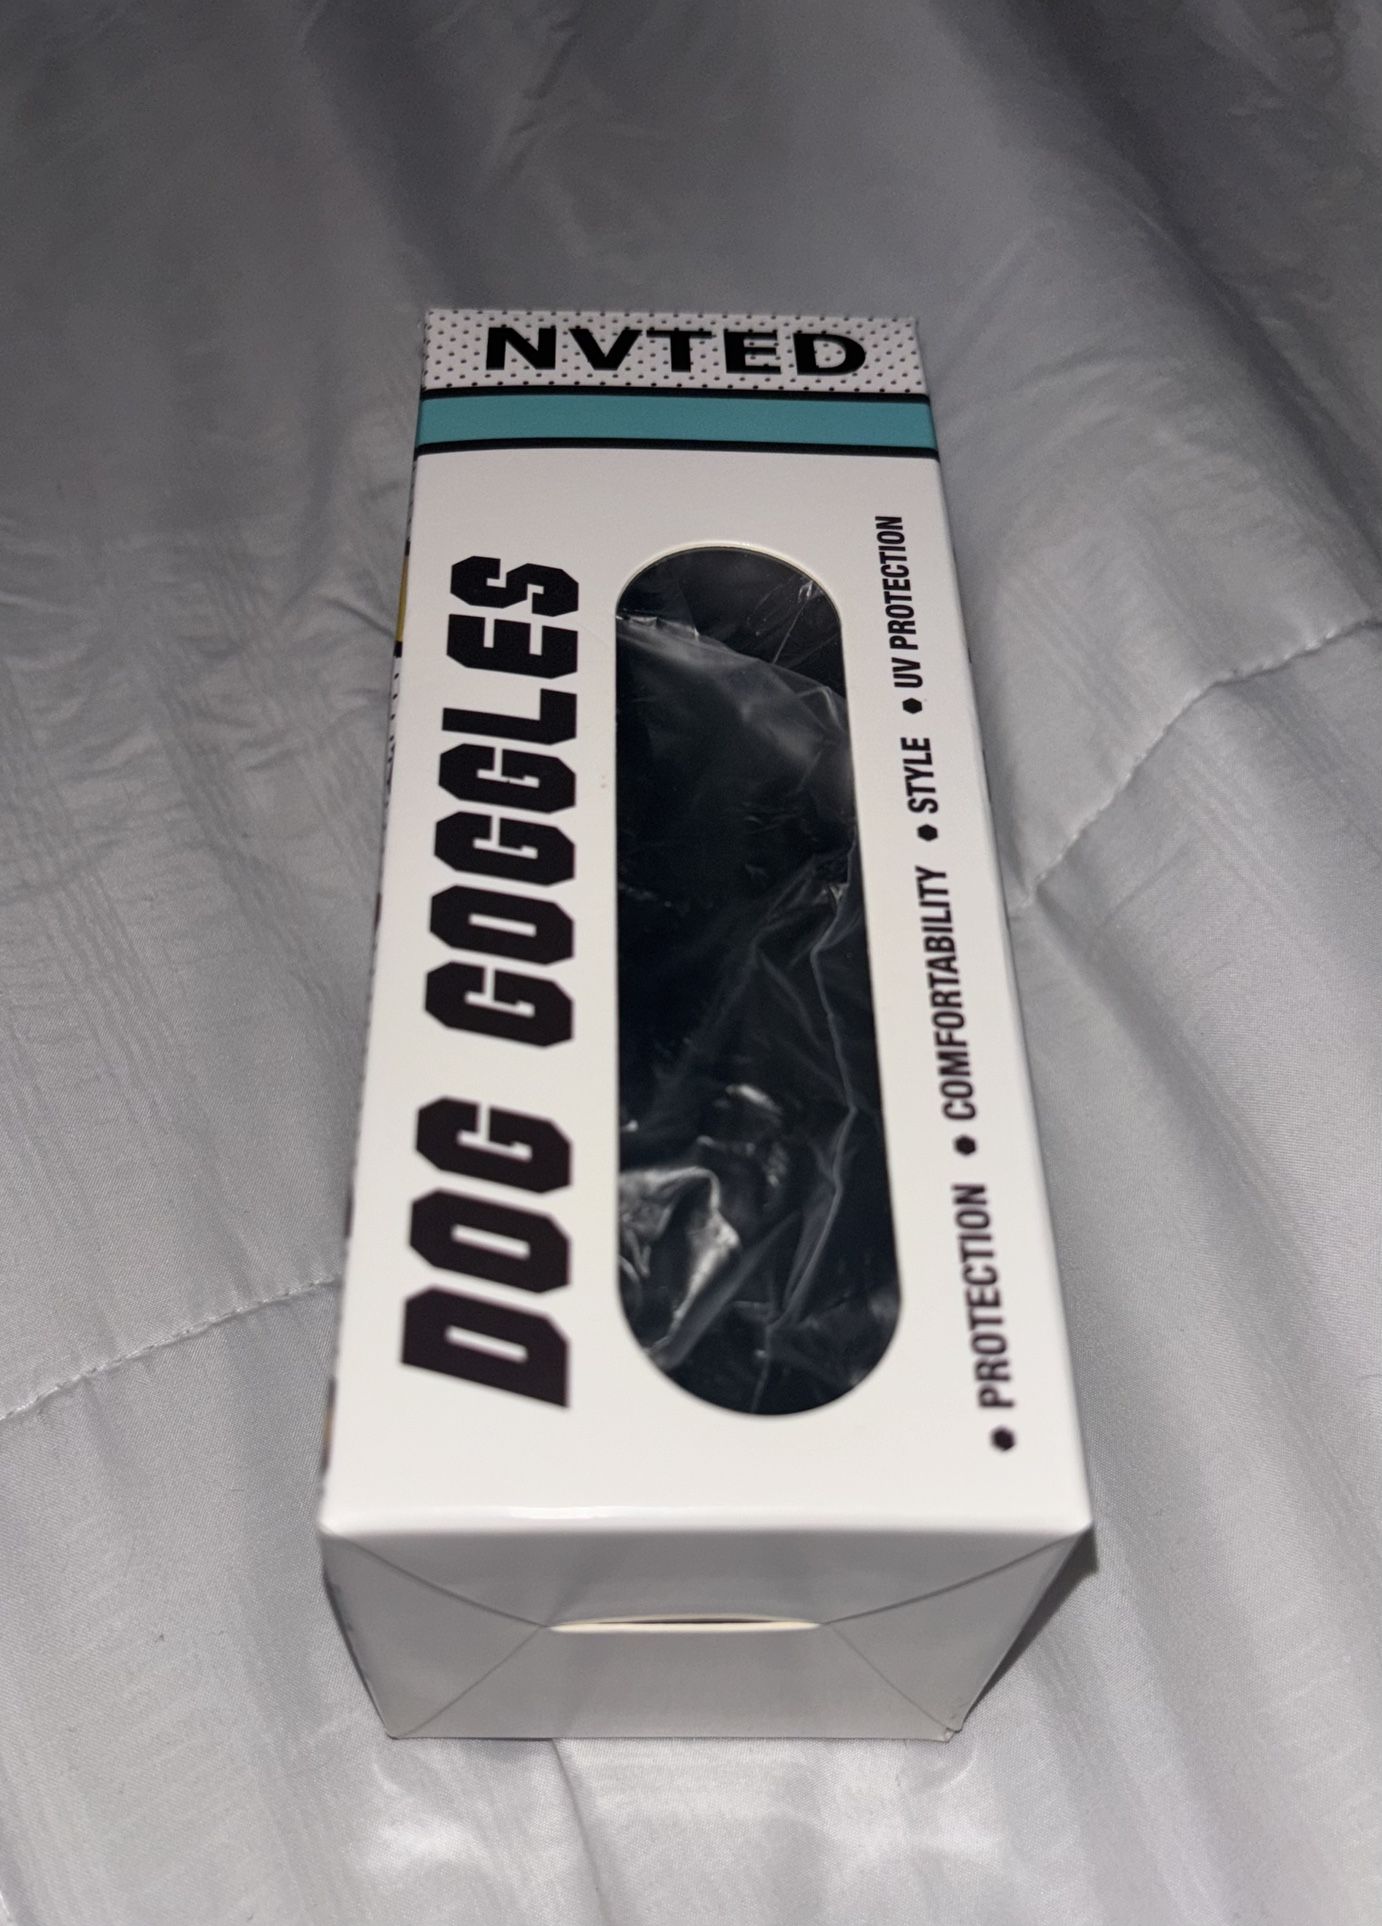 NVTED
DOG GOGGLES
• PROTECTION • COMFORTABILITY • STYLE • UV PROTECTION